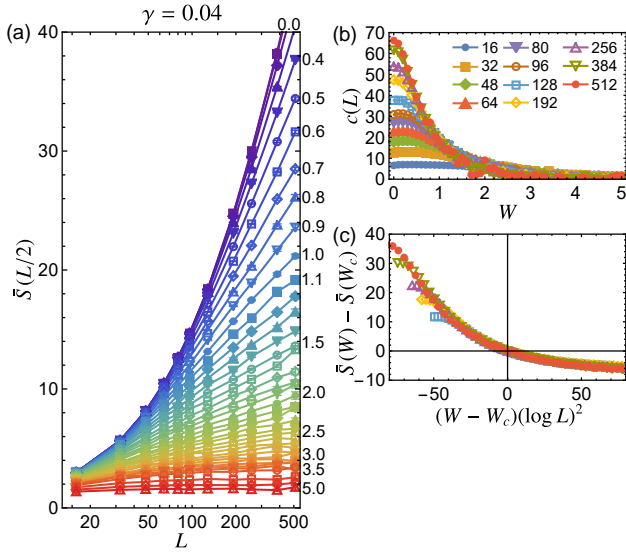 γ = 0.04
(a)
40
30
20
10
0
S̄(L/2)
20
50
100
200
500
L
0.0
0.4
0.5
0.6
0.7
0.8
0.9
1.0
1.1
1.5
2.0
2.5
3.0
3.5
5.0
(b)
70
60
50
40
30
20
10
0
c(L)
16 80 256
32 96 384
48 128 512
64 192
0 1 2 3 4 5
W
(c)
40
30
20
10
0
−10
S̄(W) − S̄(W_c)
−50 0 50
(W − W_c)(log L)²